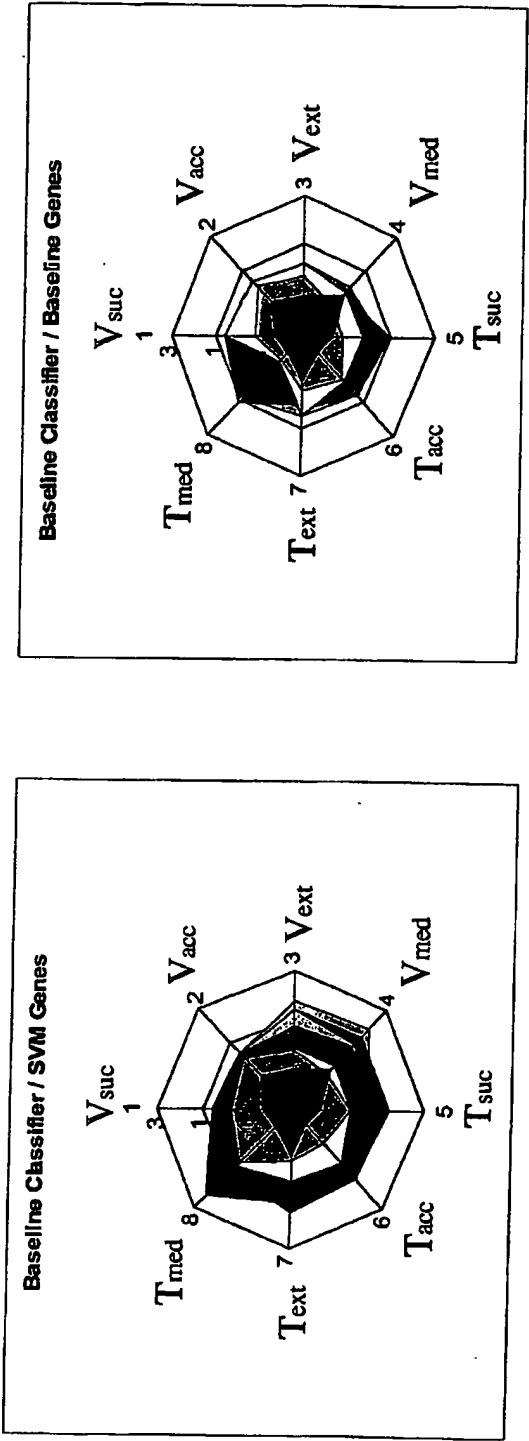 Baseline Classifier / Baseline Genes
Vsuc
1
3
1
Vacc
2
Vext
3
Vmed
4
Tsuc
5
Tacc
6
Text
7
Tmed
8
Baseline Classifier / SVM Genes
Vsuc
1
3
1
Vacc
2
Vext
3
Vmed
4
Tsuc
5
Tacc
6
Text
7
Tmed
8